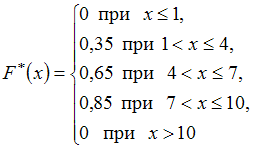 0 при x ≤ 1,
0,35 при 1 < x ≤ 4,
F*(x) = { 0,65 при 4 < x ≤ 7,
0,85 при 7 < x ≤ 10,
0 при x > 10